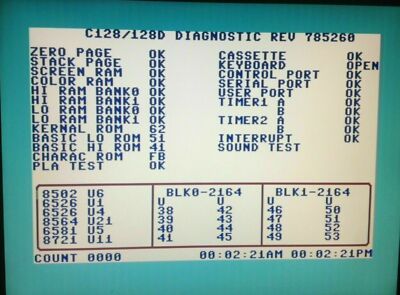 C128/128D DIAGNOSTIC REV 785260
ZERO PAGE OK CASSETTE OK
STACK PAGE OK KEYBOARD OPEN
SCREEN RAM OK CONTROL PORT OK
COLOR RAM OK SERIAL PORT OK
HI RAM BANK0 OK USER PORT OK
HI RAM BANK1 OK TIMER1 A OK
LO RAM BANK0 OK B OK
LO RAM BANK1 OK TIMER2 A OK
KERNAL ROM 62 B OK
BASIC LO ROM 51 INTERRUPT OK
BASIC HI ROM 41 SOUND TEST
CHARAC ROM FB
PLA TEST OK
8502 U6 BLK0-2164 BLK1-2164
6526 U1 U U U U
6526 U4 38 42 46 50
8564 U21 39 43 47 51
6581 U5 40 44 48 52
8721 U11 41 45 49 53
COUNT 0000 00:02:21AM 00:02:21PM